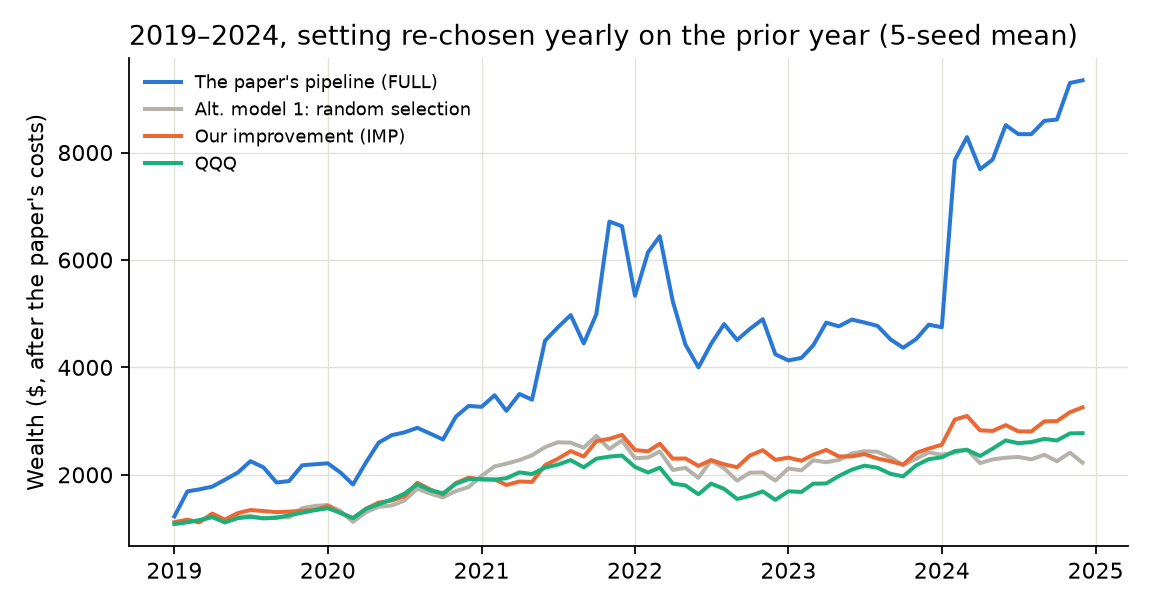 2019–2024, setting re-chosen yearly on the prior year (5-seed mean)
The paper's pipeline (FULL)
Alt. model 1: random selection
Our improvement (IMP)
QQQ
Wealth ($, after the paper's costs)
8000
6000
4000
2000
2019 2020 2021 2022 2023 2024 2025